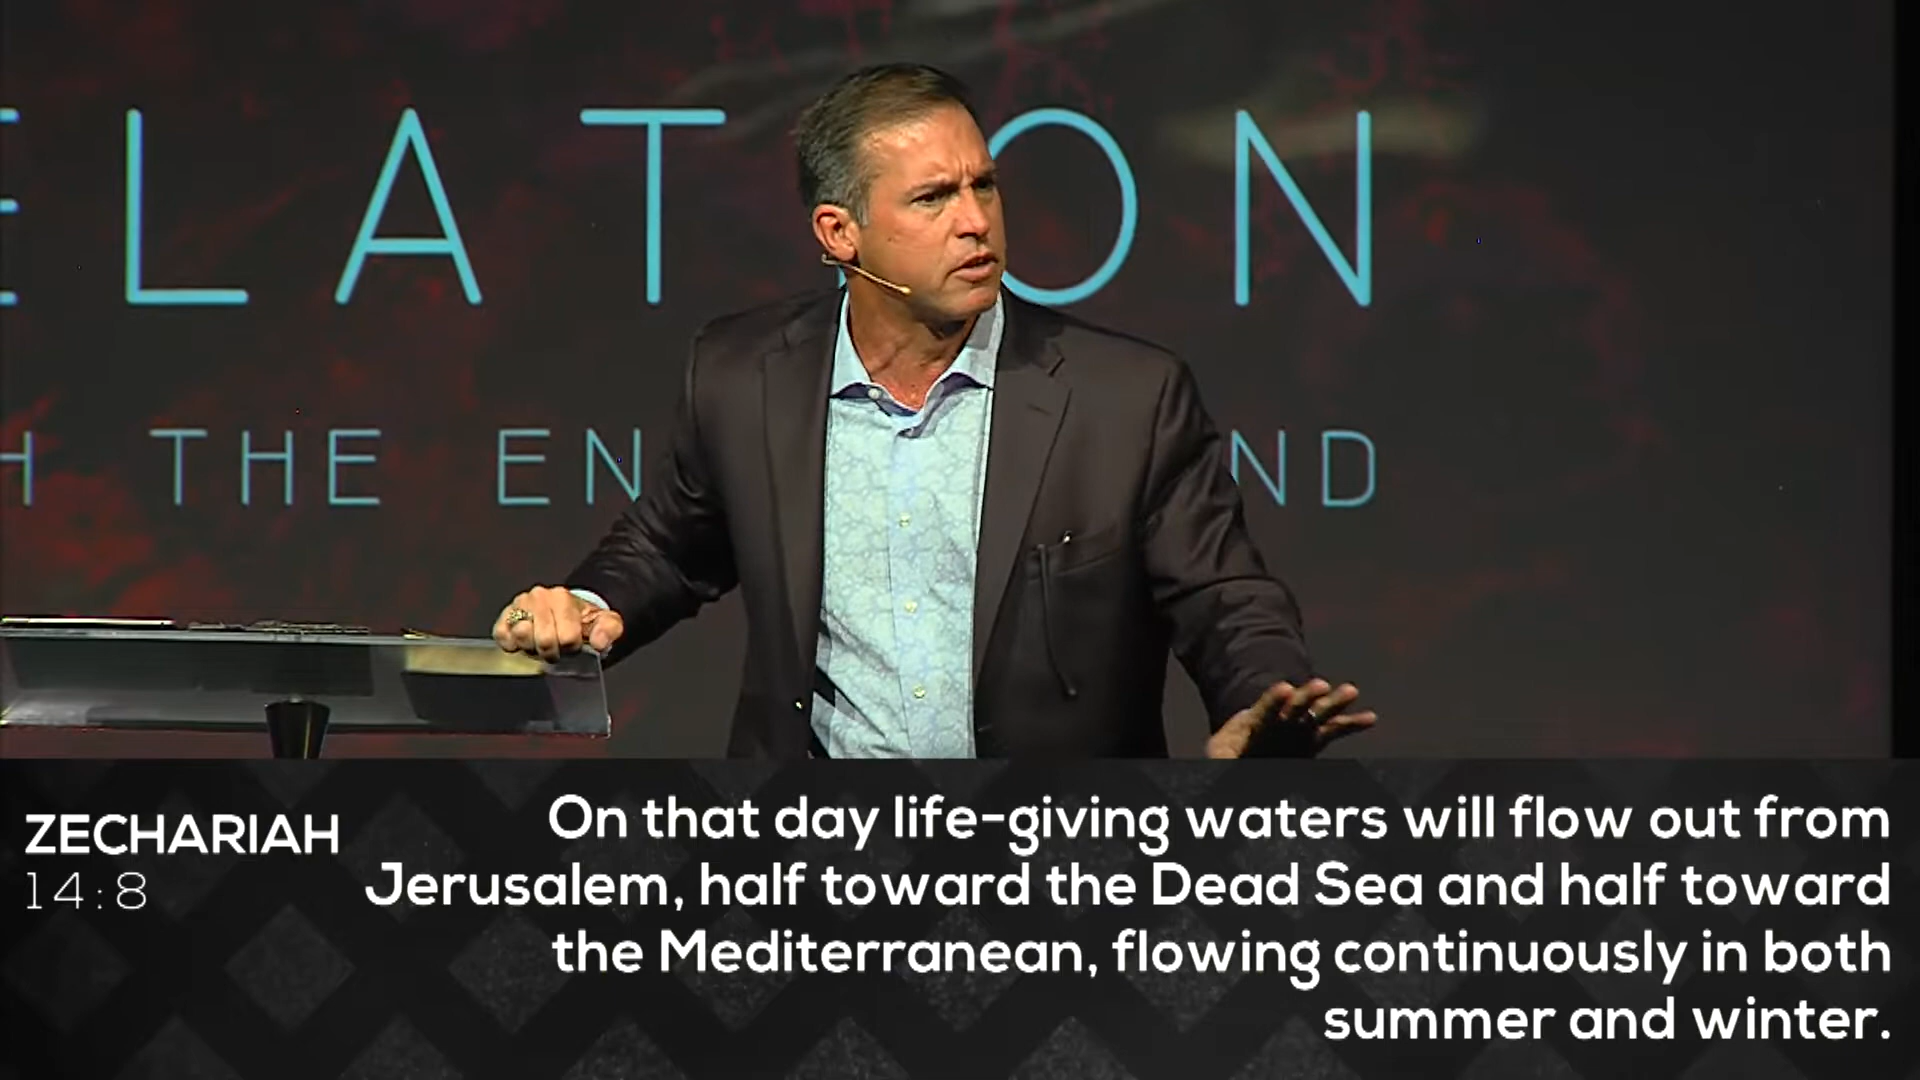 ELAT ON
H THE EN ND
ZECHARIAH
14:8
On that day life-giving waters will flow out from
Jerusalem, half toward the Dead Sea and half toward
the Mediterranean, flowing continuously in both
summer and winter.